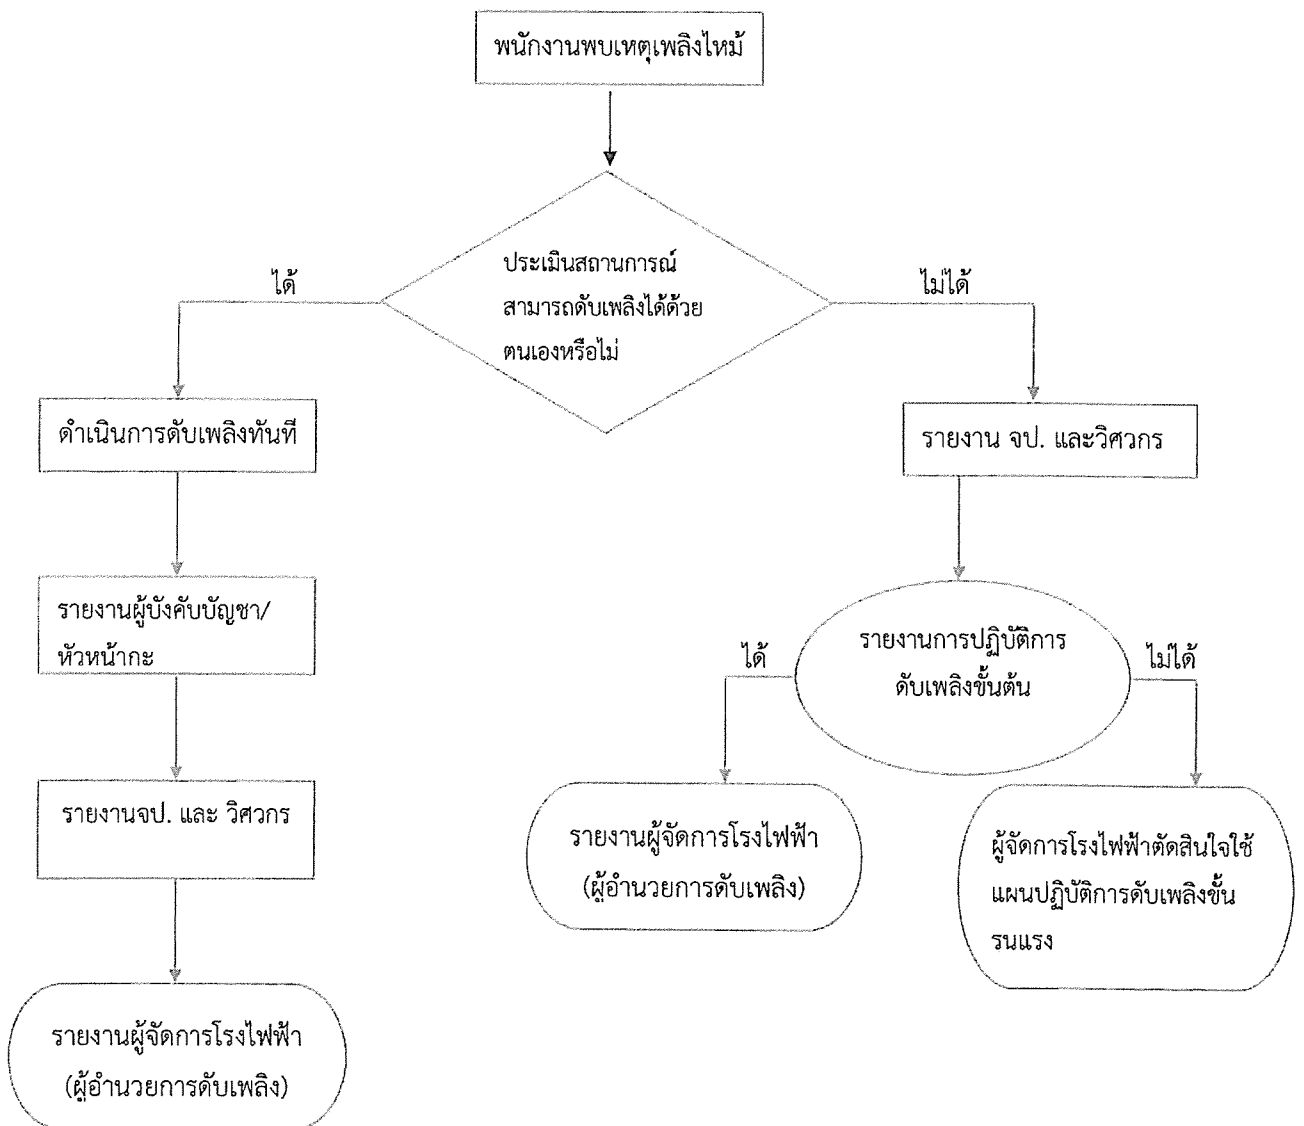 พนักงานพบเหตุเพลิงไหม้
ประเมินสถานการณ์
สามารถดับเพลิงได้ด้วย
ตนเองหรือไม่
ได้
ไม่ได้
ดำเนินการดับเพลิงทันที
รายงานผู้บังคับบัญชา/
หัวหน้ากะ
รายงานจป. และ วิศวกร
รายงานผู้จัดการโรงไฟฟ้า
(ผู้อำนวยการดับเพลิง)
รายงาน จป. และวิศวกร
รายงานการปฏิบัติการ
ดับเพลิงขั้นต้น
ได้
ไม่ได้
รายงานผู้จัดการโรงไฟฟ้า
(ผู้อำนวยการดับเพลิง)
ผู้จัดการโรงไฟฟ้าตัดสินใจใช้
แผนปฏิบัติการดับเพลิงขั้น
รนแรง